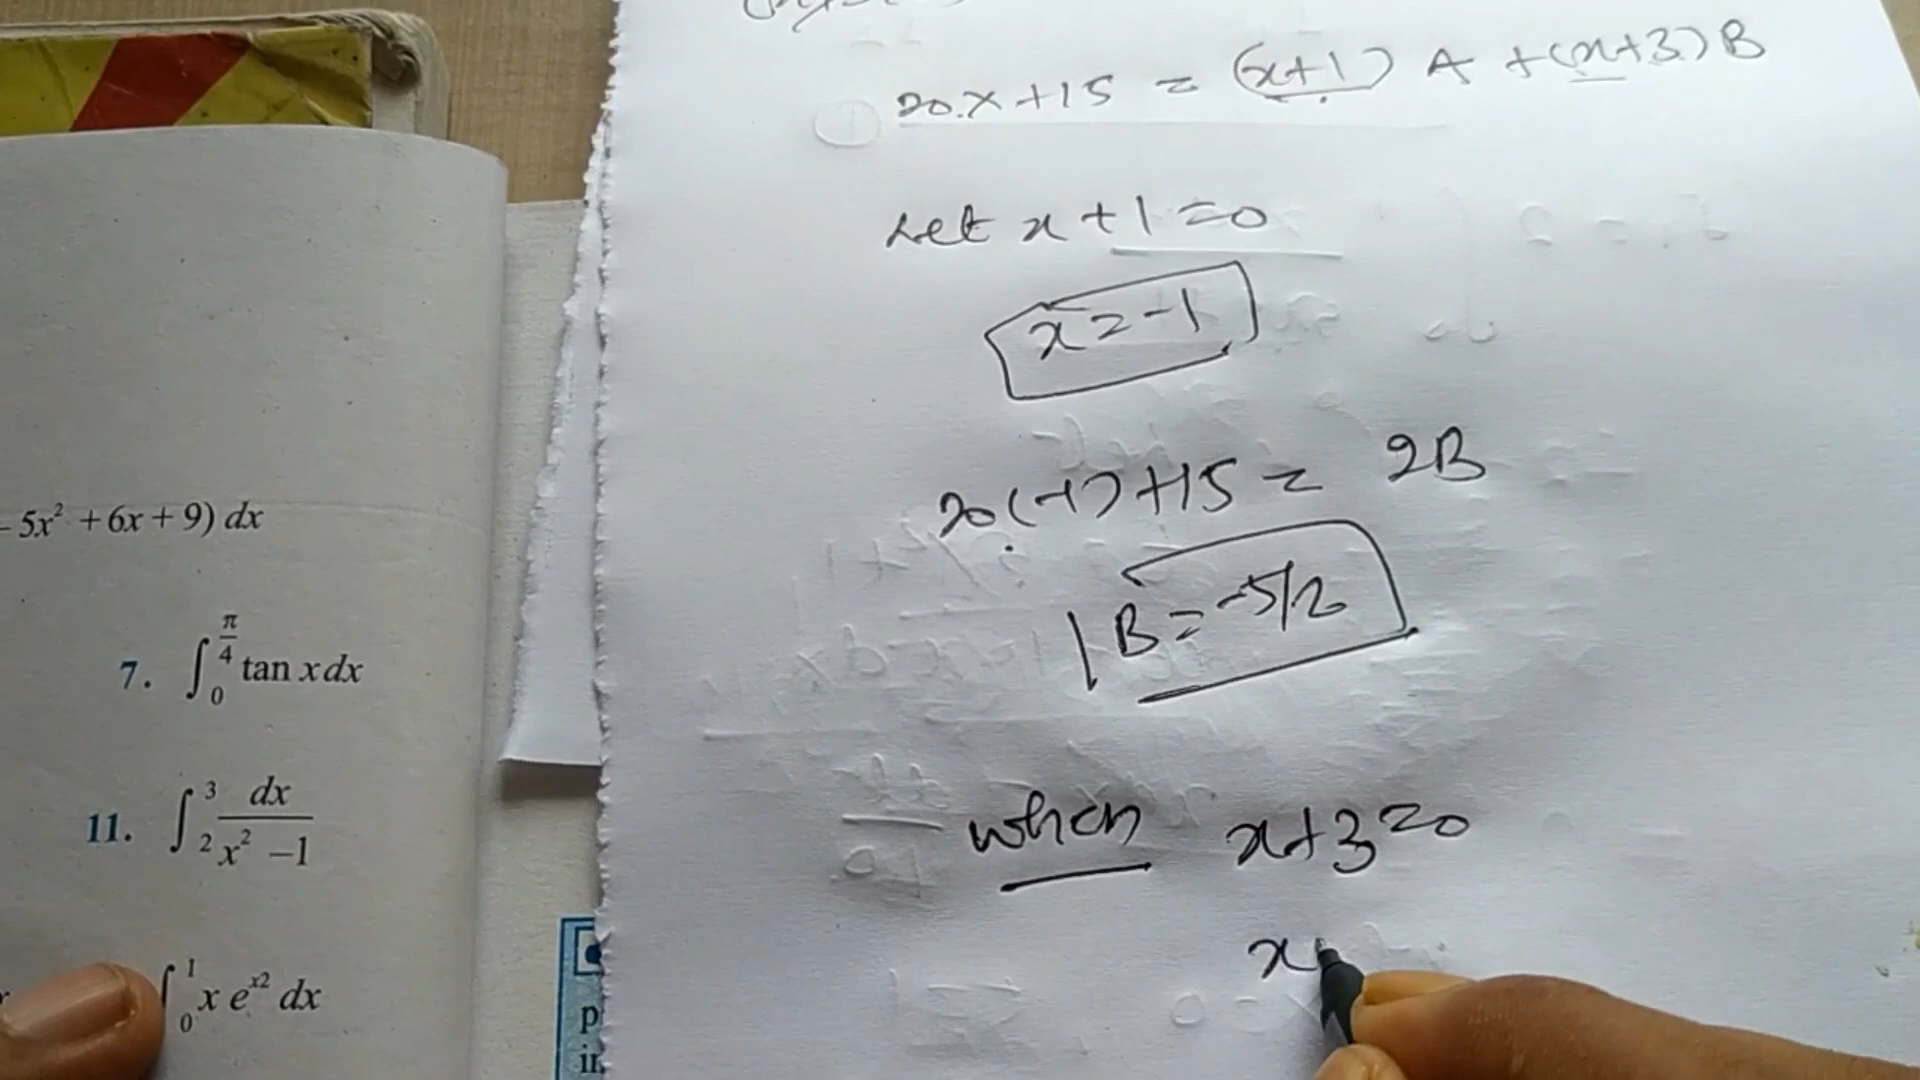 - 5x² + 6x + 9) dx
7. ∫₀^(π/4) tan x dx
11. ∫₂³ dx / (x² – 1)
∫₀¹ x e^(x2) dx
p
in
20x + 15 = (x+1) A + (x+3) B
Let x + 1 = 0
x = -1
20(-1) + 15 = 2B
B = -5/2
when x + 3 = 0
x